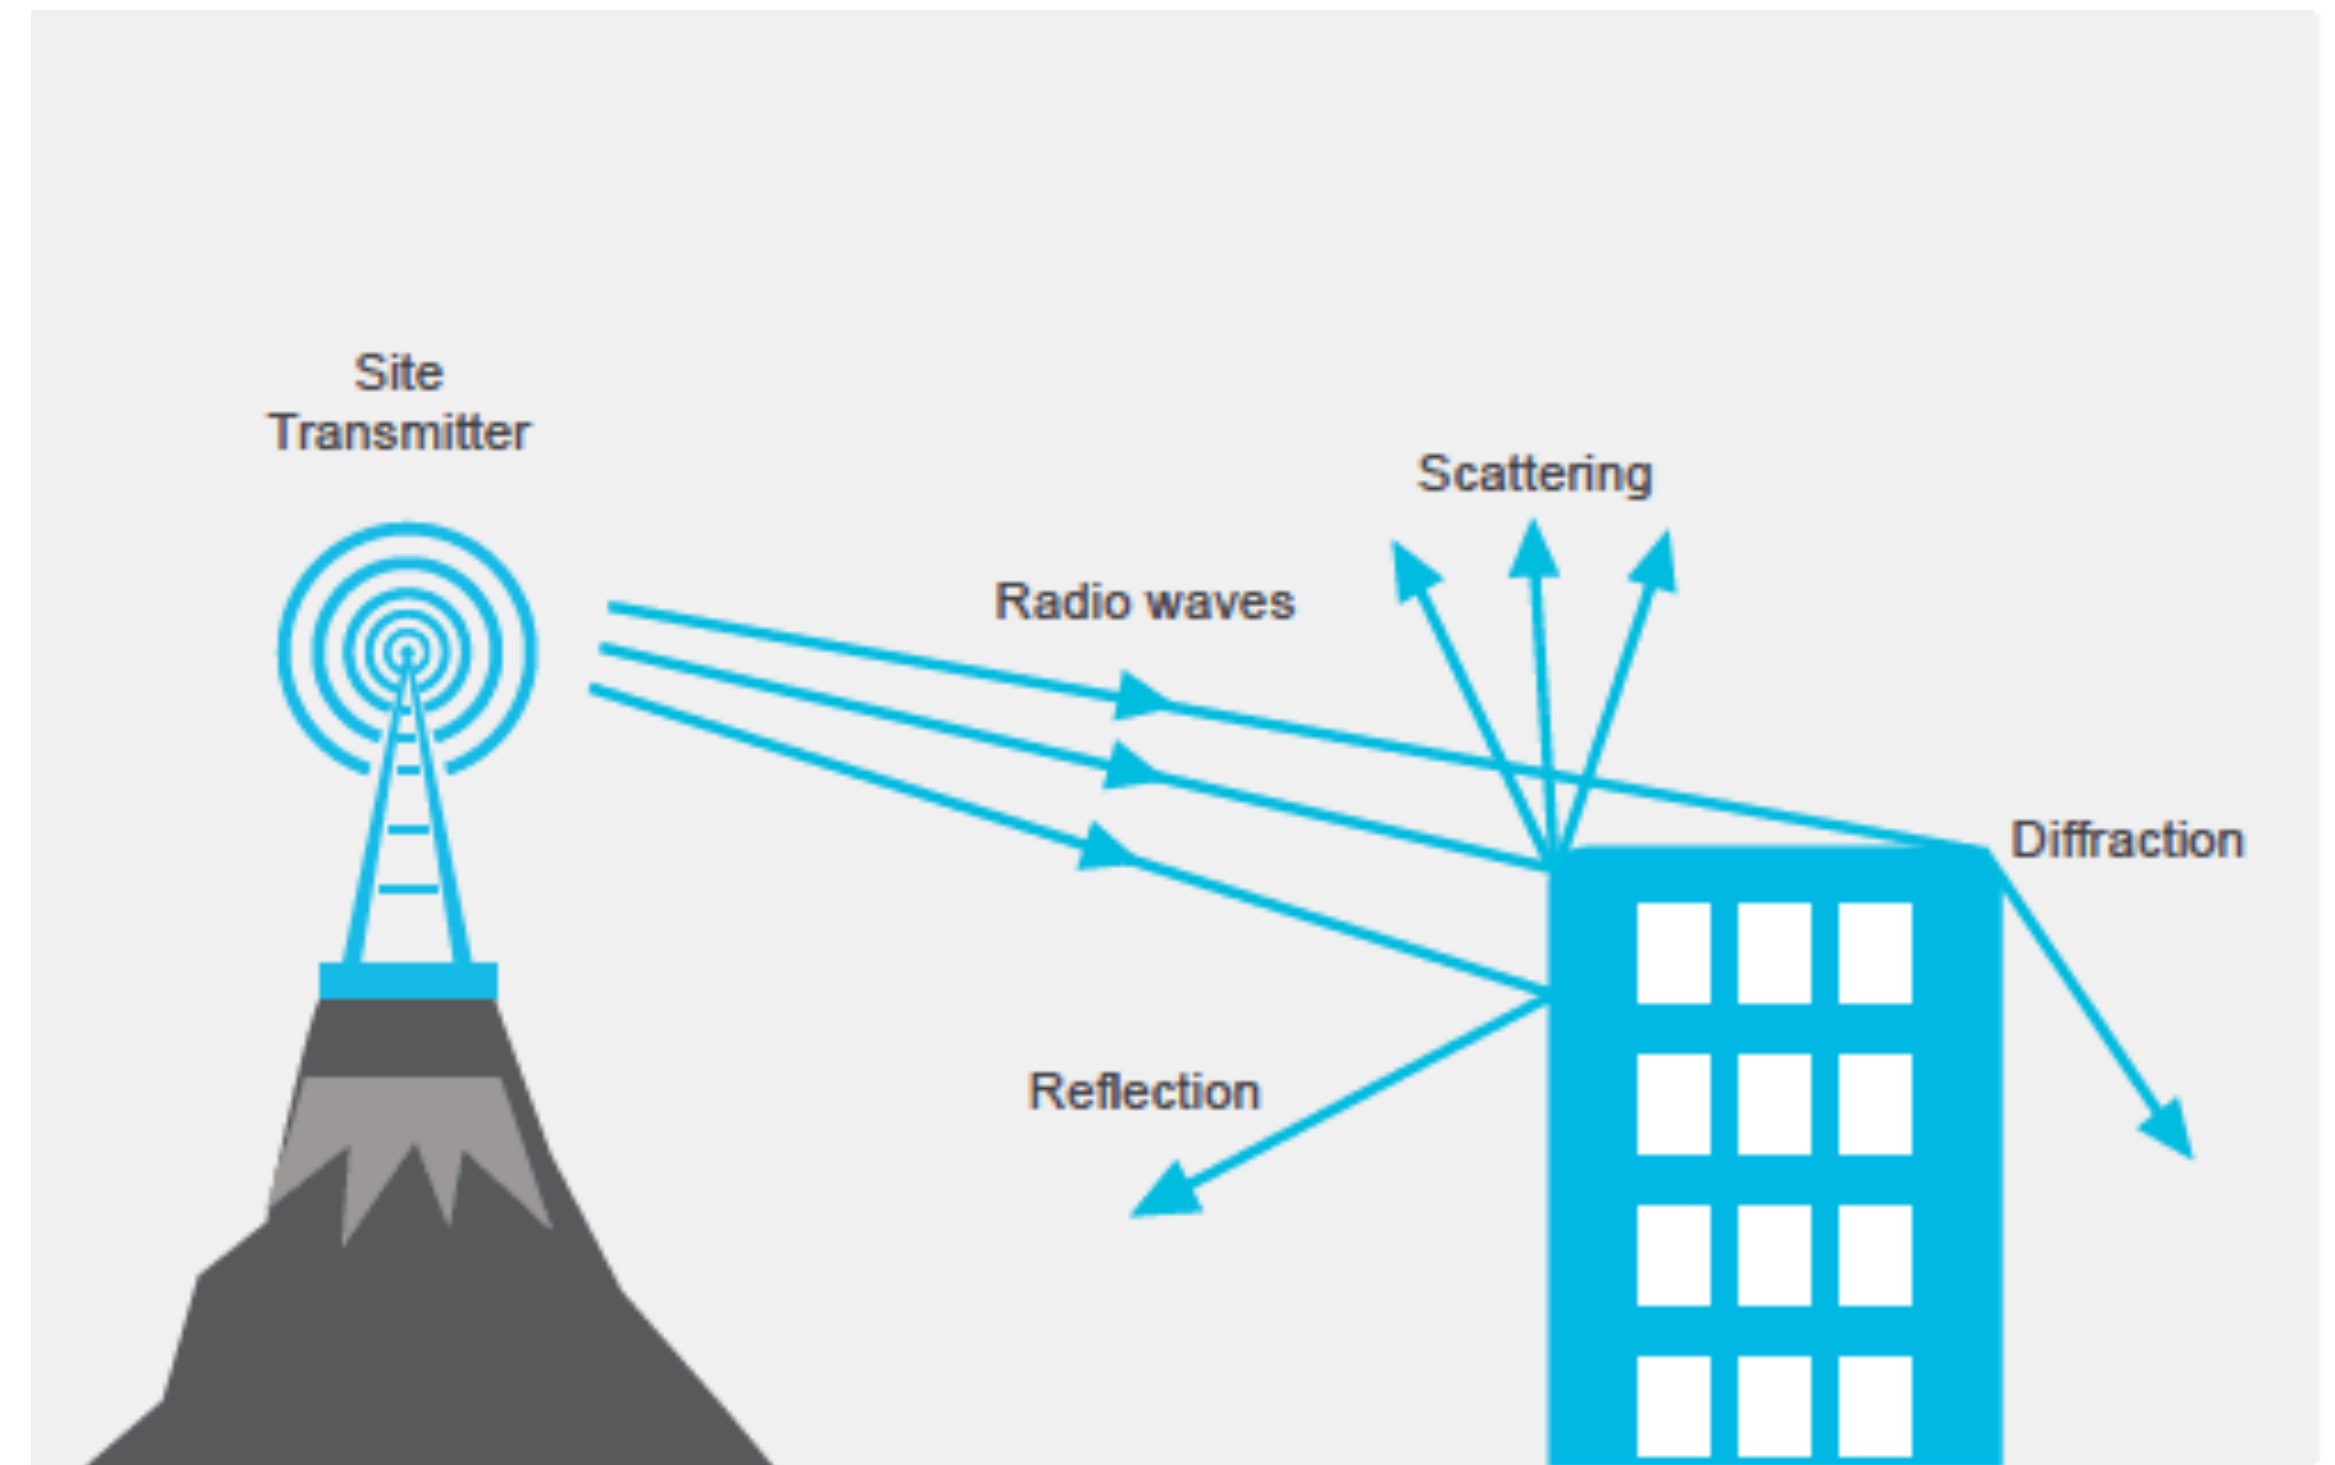 Site
Transmitter
Scattering
Radio waves
Diffraction
Reflection